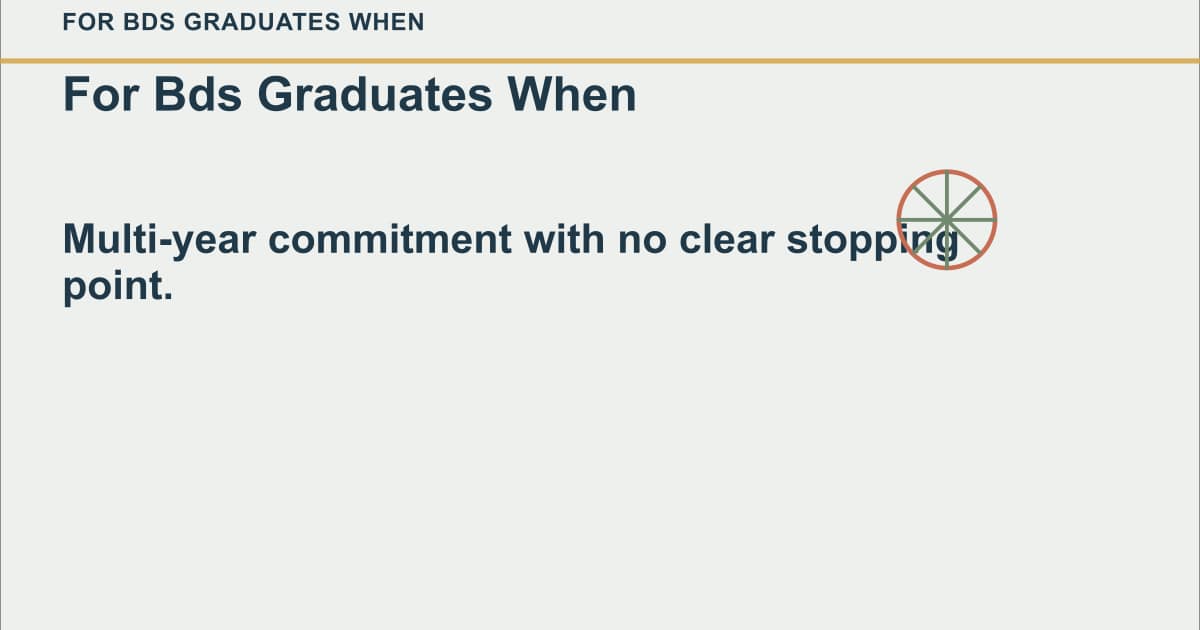 FOR BDS GRADUATES WHEN
For Bds Graduates When
Multi-year commitment with no clear stopping
point.